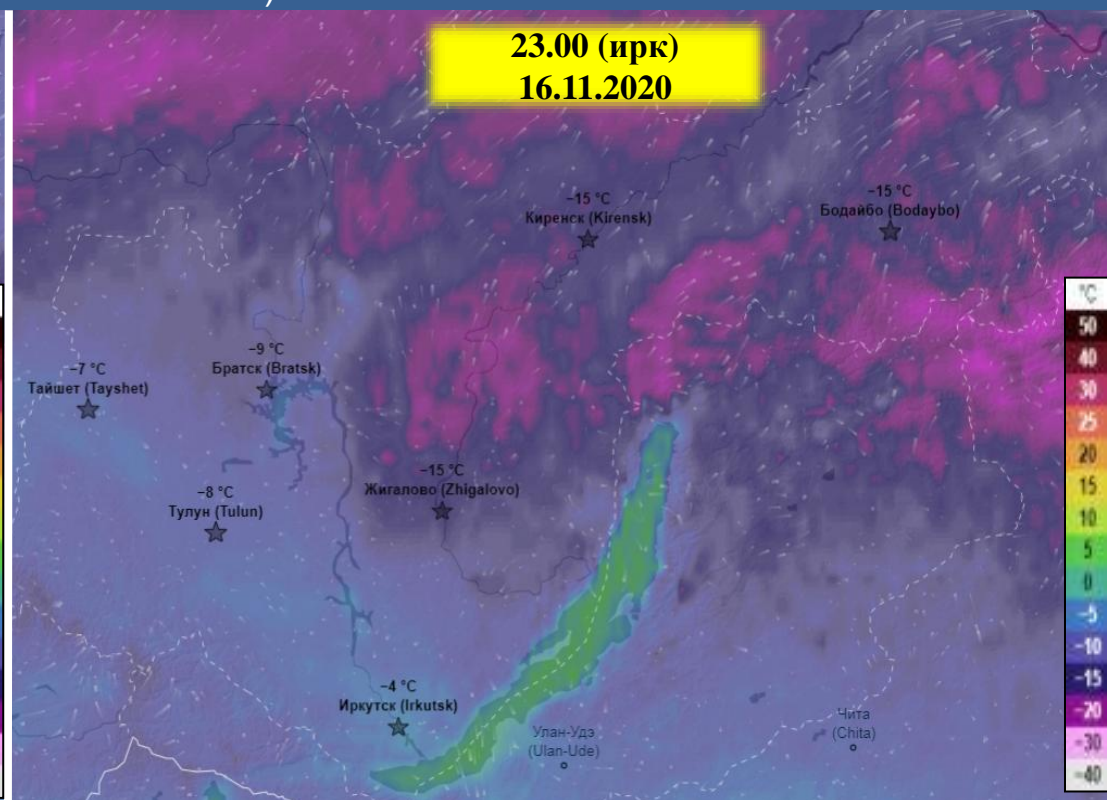 23.00 (ирк)
16.11.2020
−15 °C
Киренск (Kirensk)
−15 °C
Бодайбо (Bodaybo)
−9 °C
Братск (Bratsk)
−7 °C
Тайшет (Tayshet)
−15 °C
Жигалово (Zhigalovo)
−8 °C
Тулун (Tulun)
−4 °C
Иркутск (Irkutsk)
Улан-Удэ
(Ulan-Ude)
Чита
(Chita)
°C
50
40
30
25
20
15
10
5
0
−5
−10
−15
−20
−30
−40